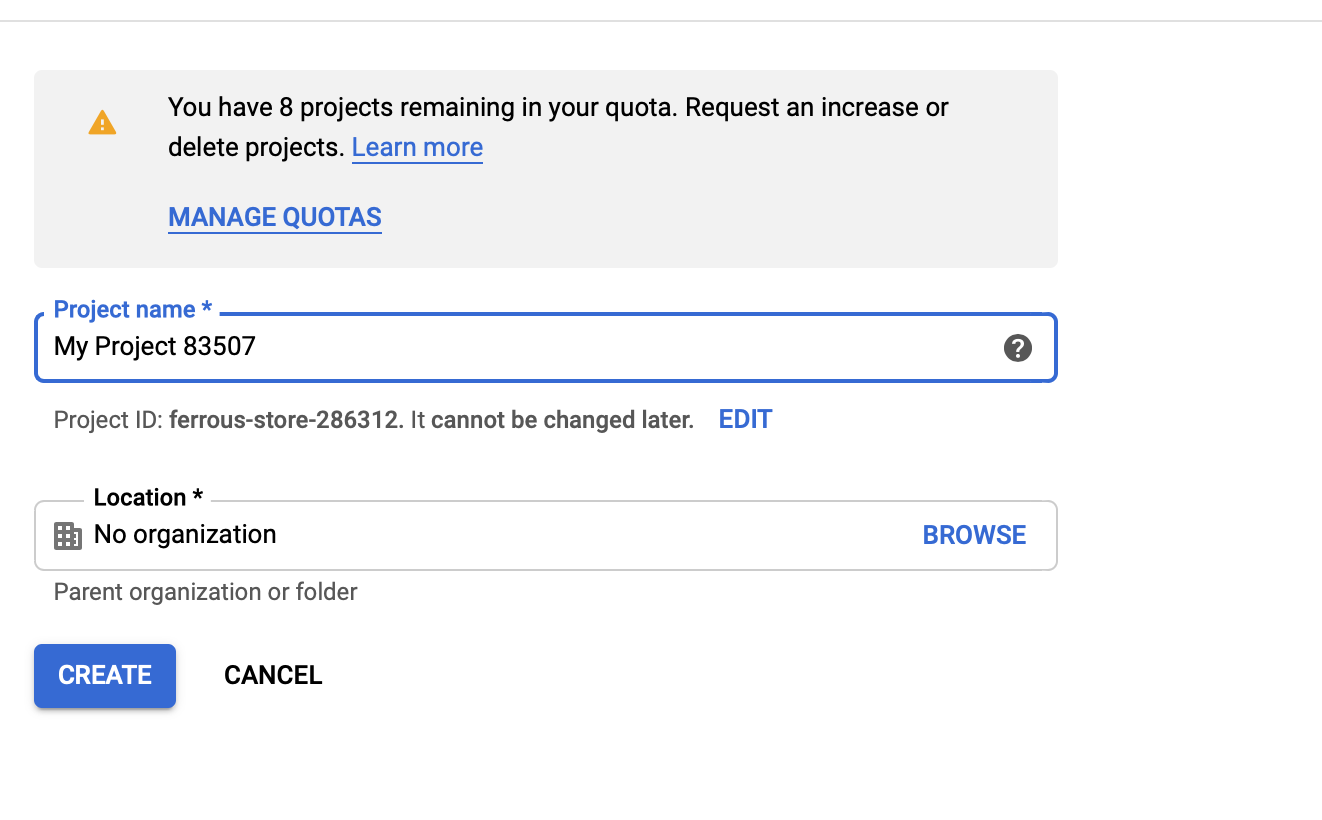 You have 8 projects remaining in your quota. Request an increase or
delete projects. Learn more
MANAGE QUOTAS
Project name *
My Project 83507
Project ID: ferrous-store-286312. It cannot be changed later. EDIT
Location *
No organization BROWSE
Parent organization or folder
CREATE CANCEL